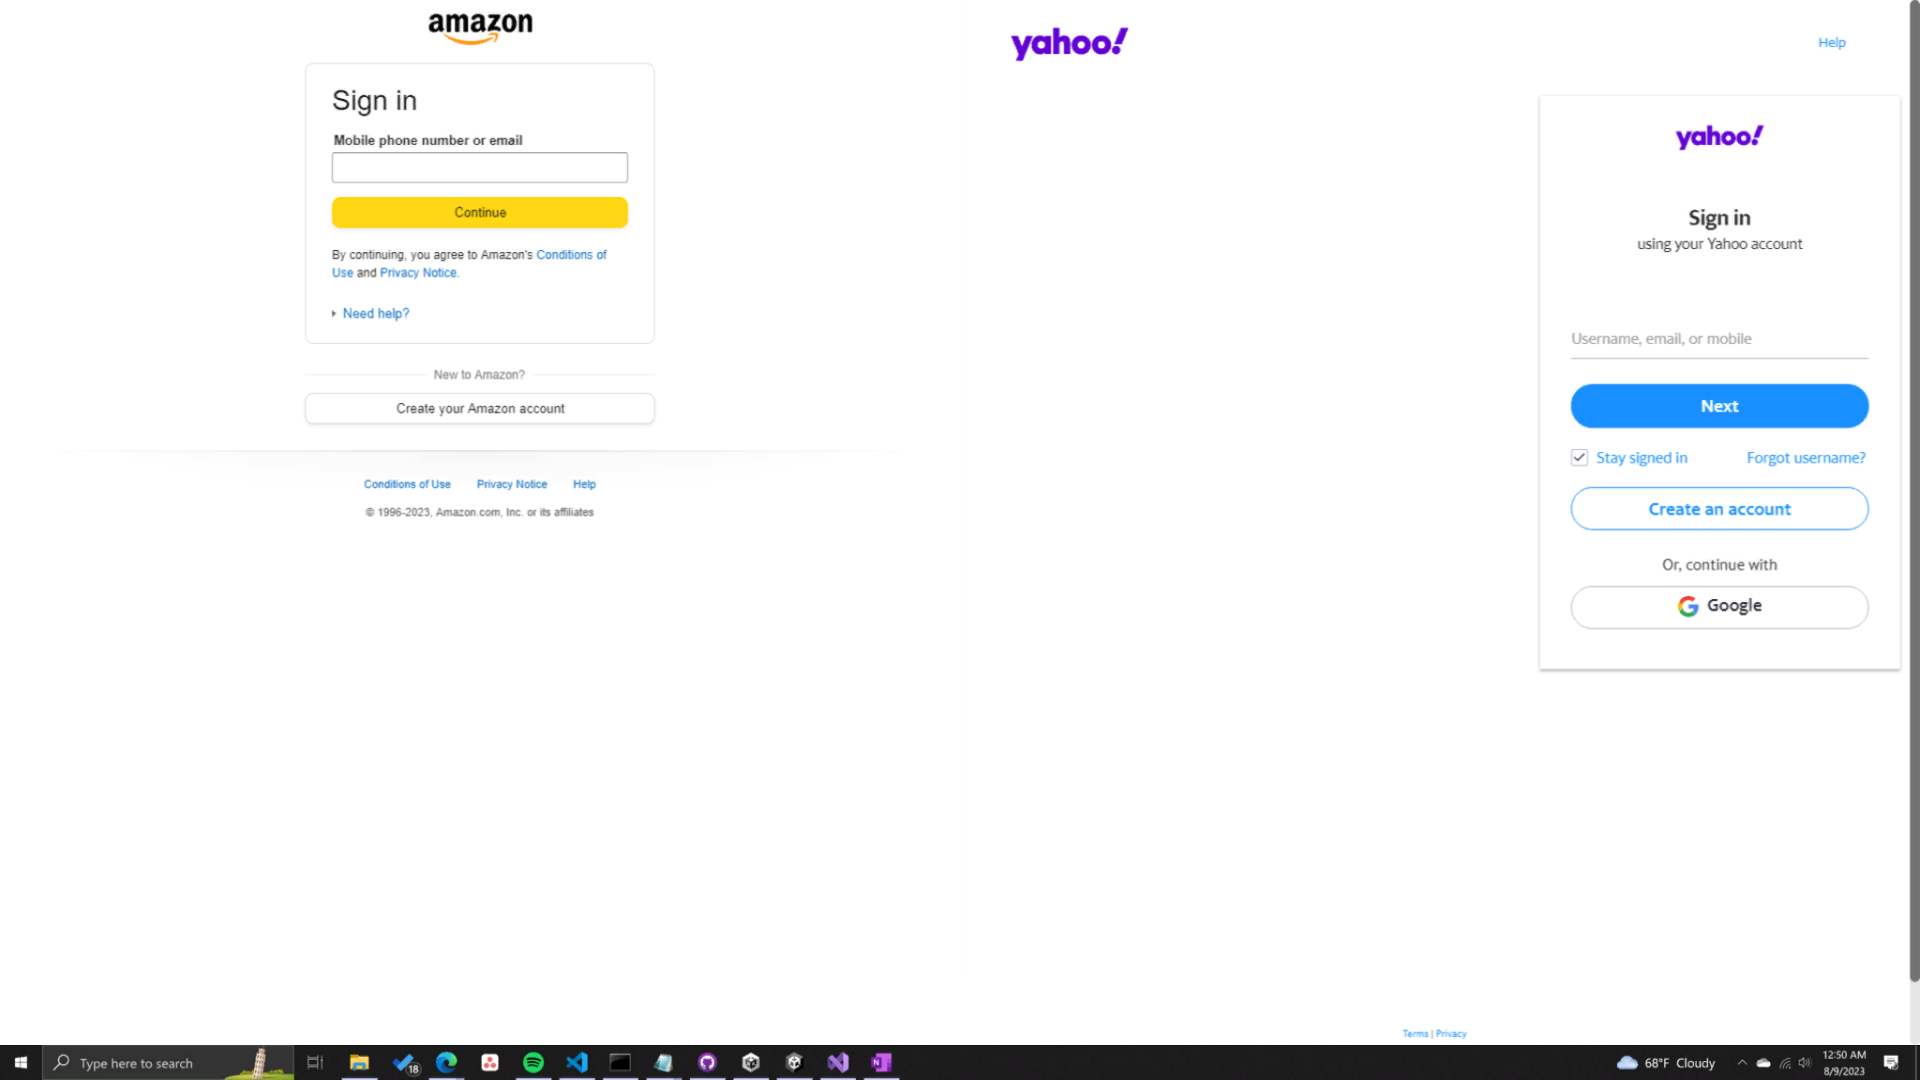 amazon
Sign in
Mobile phone number or email
Continue
By continuing, you agree to Amazon's Conditions of
Use and Privacy Notice.
Need help?
New to Amazon?
Create your Amazon account
Conditions of Use Privacy Notice Help
© 1996-2023, Amazon.com, Inc. or its affiliates
yahoo!
Help
yahoo!
Sign in
using your Yahoo account
Username, email, or mobile
Next
Stay signed in Forgot username?
Create an account
Or, continue with
Google
Terms | Privacy
Type here to search
18
N
68°F Cloudy
12:50 AM
8/9/2023